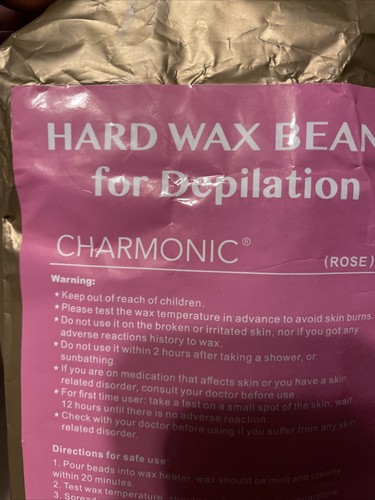 HARD WAX BEAN
for Depilation
CHARMONIC®
(ROSE)
Warning:
★Keep out of reach of children.
★Please test the wax temperature in advance to avoid skin burns.
★Do not use it on the broken or irritated skin, nor if you got any
adverse reactions history to wax.
★Do not use it within 2 hours after taking a shower, or
sunbathing.
★If you are on medication that affects skin or you have a skin
related disorder, consult your doctor before use.
★For first time user: take a test on a small spot of the skin, wait
12 hours until there is no adverse reaction.
★Check with your doctor before using if you suffer from any skin
related disorder.
Directions for safe use:
1. Pour beads into wax heater, wax should be melt and creamy
within 20 minutes.
2. Test wax temperature,
3. Spread